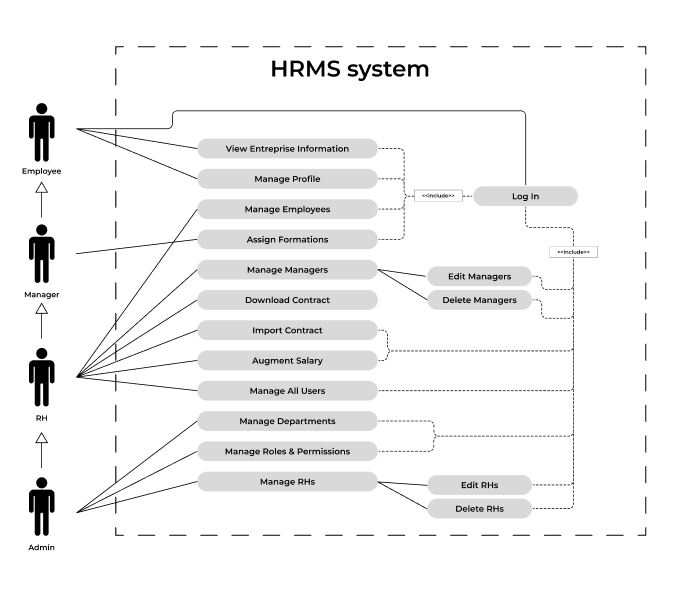 HRMS system
Employee
View Entreprise Information
Manage Profile
<<include>>
Log In
Manage Employees
Assign Formations
Manager
<<include>>
Manage Managers
Edit Managers
Download Contract
Delete Managers
Import Contract
Augment Salary
RH
Manage All Users
Manage Departments
Manage Roles & Permissions
Manage RHs
Edit RHs
Delete RHs
Admin